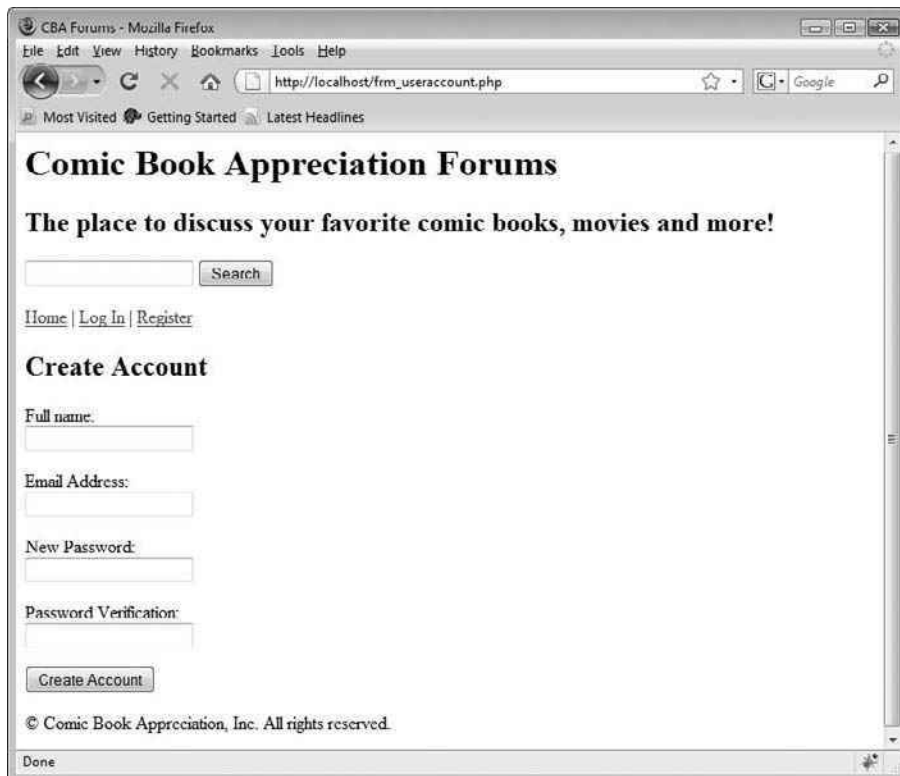 CBA Forums - Mozilla Firefox
File Edit View History Bookmarks Tools Help
http://localhost/frm_useraccount.php
G Google
Most Visited Getting Started Latest Headlines
Comic Book Appreciation Forums
The place to discuss your favorite comic books, movies and more!
Search
Home | Log In | Register
Create Account
Full name:
Email Address:
New Password:
Password Verification:
Create Account
© Comic Book Appreciation, Inc. All rights reserved.
Done